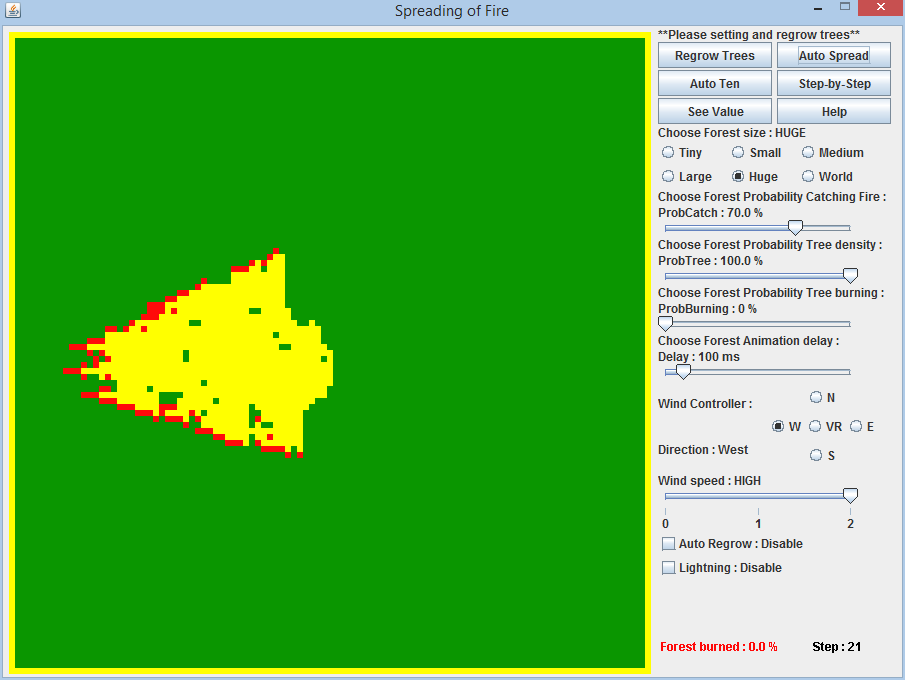 Spreading of Fire
**Please setting and regrow trees**
Regrow Trees Auto Spread
Auto Ten Step-by-Step
See Value Help
Choose Forest size : HUGE
Tiny Small Medium
Large Huge World
Choose Forest Probability Catching Fire :
ProbCatch : 70.0 %
Choose Forest Probability Tree density :
ProbTree : 100.0 %
Choose Forest Probability Tree burning :
ProbBurning : 0 %
Choose Forest Animation delay :
Delay : 100 ms
N
Wind Controller :
W VR E
Direction : West
S
Wind speed : HIGH
0 1 2
Auto Regrow : Disable
Lightning : Disable
Forest burned : 0.0 % Step : 21